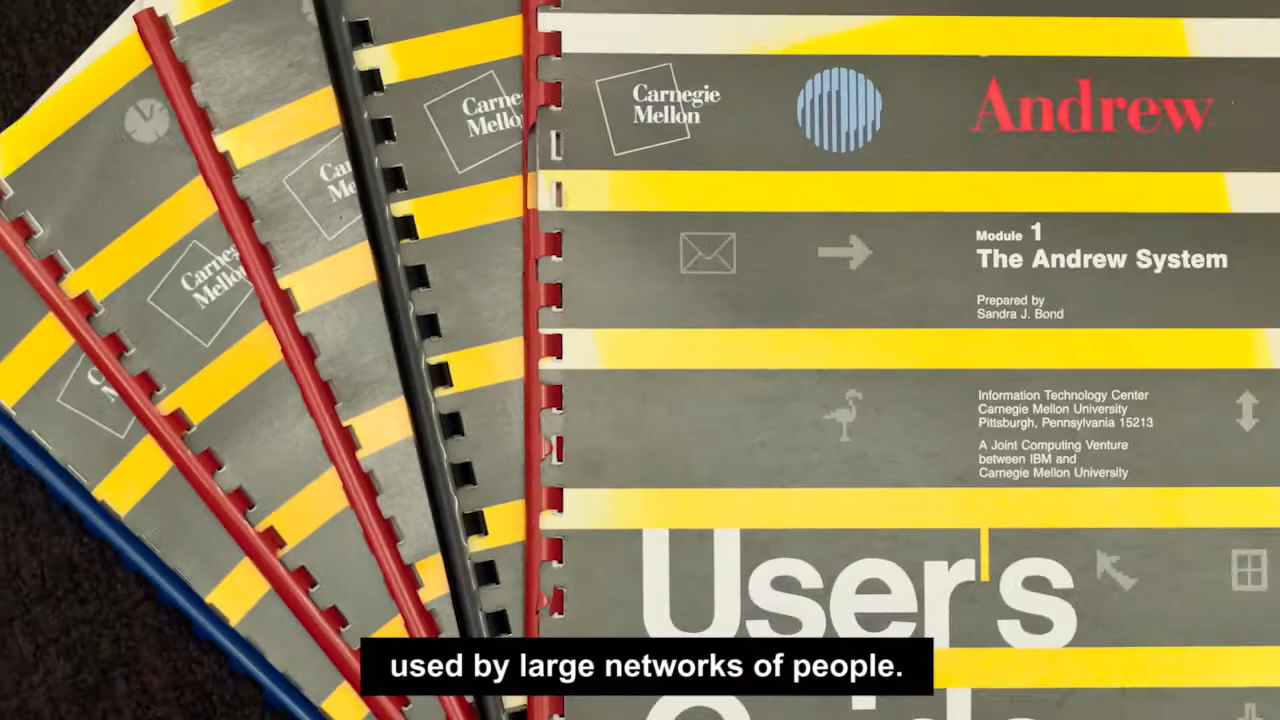 Carnegie
Mellon
Andrew
Module 1
The Andrew System
Prepared by
Sandra J. Bond
Information Technology Center
Carnegie Mellon University
Pittsburgh, Pennsylvania 15213
A Joint Computing Venture
between IBM and
Carnegie Mellon University
User's
used by large networks of people.